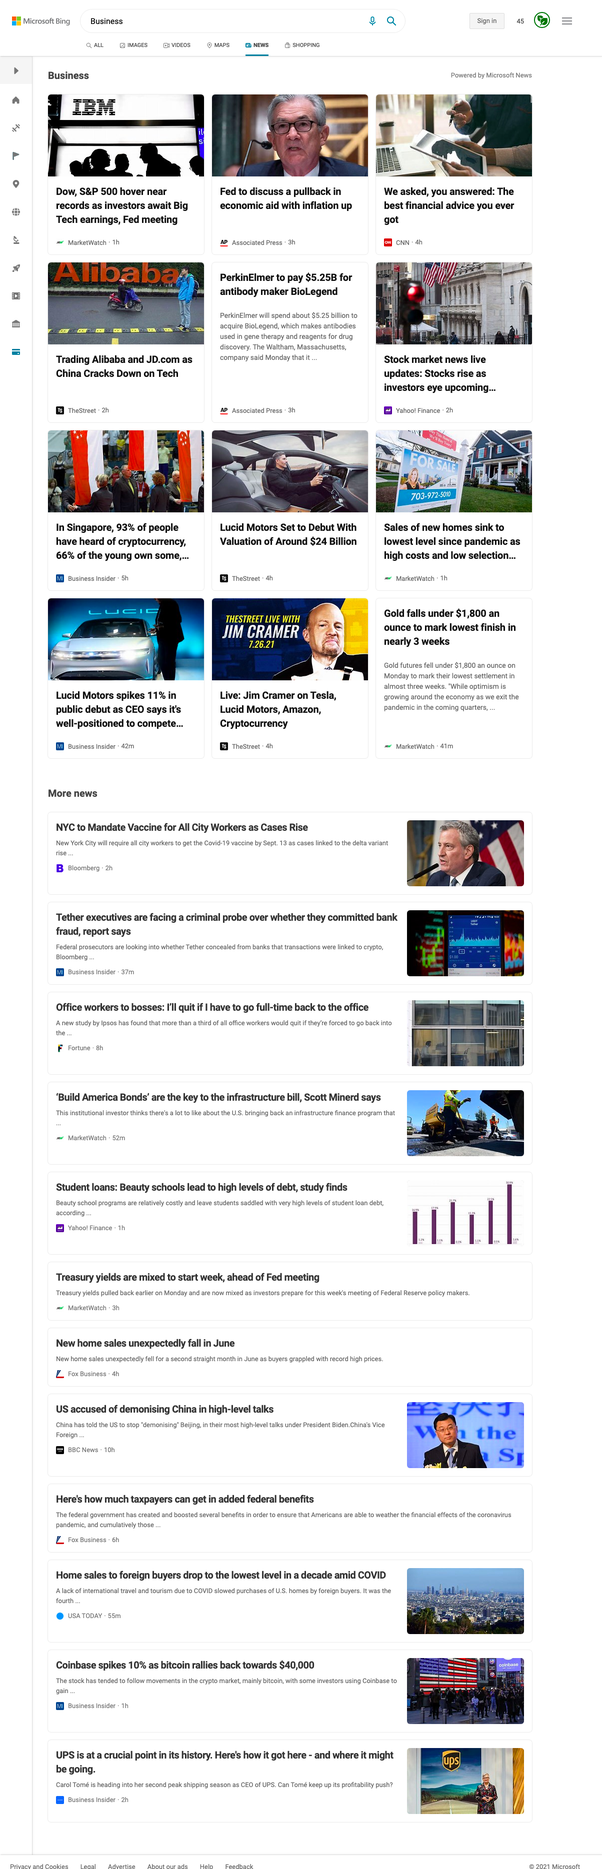 Microsoft Bing
Business
Sign in
45
ALL
IMAGES
VIDEOS
MAPS
NEWS
SHOPPING
Business
Powered by Microsoft News
IBM
Dow, S&P 500 hover near
records as investors await Big
Tech earnings, Fed meeting
MarketWatch · 1h
Fed to discuss a pullback in
economic aid with inflation up
AP Associated Press · 3h
We asked, you answered: The
best financial advice you ever
got
CNN · 4h
Alibaba
Trading Alibaba and JD.com as
China Cracks Down on Tech
TheStreet · 2h
PerkinElmer to pay $5.25B for
antibody maker BioLegend
PerkinElmer will spend about $5.25 billion to
acquire BioLegend, which makes antibodies
used in gene therapy and reagents for drug
discovery. The Waltham, Massachusetts,
company said Monday that it ...
AP Associated Press · 3h
Stock market news live
updates: Stocks rise as
investors eye upcoming...
Yahoo! Finance · 2h
In Singapore, 93% of people
have heard of cryptocurrency,
66% of the young own some,...
Business Insider · 5h
Lucid Motors Set to Debut With
Valuation of Around $24 Billion
TheStreet · 4h
FOR SALE
703-972-5010
Sales of new homes sink to
lowest level since pandemic as
high costs and low selection...
MarketWatch · 1h
LUCID
Lucid Motors spikes 11% in
public debut as CEO says it's
well-positioned to compete...
Business Insider · 42m
THESTREET LIVE WITH
JIM CRAMER
7.26.21
Live: Jim Cramer on Tesla,
Lucid Motors, Amazon,
Cryptocurrency
TheStreet · 4h
Gold falls under $1,800 an
ounce to mark lowest finish in
nearly 3 weeks
Gold futures fell under $1,800 an ounce on
Monday to mark their lowest settlement in
almost three weeks. "While optimism is
growing around the economy as we exit the
pandemic in the coming quarters, ...
MarketWatch · 41m
More news
NYC to Mandate Vaccine for All City Workers as Cases Rise
New York City will require all city workers to get the Covid-19 vaccine by Sept. 13 as cases linked to the delta variant
rise ...
B Bloomberg · 2h
Tether executives are facing a criminal probe over whether they committed bank
fraud, report says
Federal prosecutors are looking into whether Tether concealed from banks that transactions were linked to crypto,
Bloomberg ...
Business Insider · 37m
Office workers to bosses: I'll quit if I have to go full-time back to the office
A new study by Ipsos has found that more than a third of all office workers would quit if they're forced to go back into
the ...
F Fortune · 8h
'Build America Bonds' are the key to the infrastructure bill, Scott Minerd says
This institutional investor thinks there's a lot to like about the U.S. bringing back an infrastructure finance program that
...
MarketWatch · 52m
Student loans: Beauty schools lead to high levels of debt, study finds
Beauty school programs are relatively costly and leave students saddled with very high levels of student loan debt,
according ...
Yahoo! Finance · 1h
Treasury yields are mixed to start week, ahead of Fed meeting
Treasury yields pulled back earlier on Monday and are now mixed as investors prepare for this week's meeting of Federal Reserve policy makers.
MarketWatch · 3h
New home sales unexpectedly fall in June
New home sales unexpectedly fell for a second straight month in June as buyers grappled with record high prices.
Fox Business · 4h
US accused of demonising China in high-level talks
China has told the US to stop "demonising" Beijing, in their most high-level talks under President Biden.China's Vice
Foreign ...
BBC News · 10h
Here's how much taxpayers can get in added federal benefits
The federal government has created and boosted several benefits in order to ensure that Americans are able to weather the financial effects of the coronavirus
pandemic, and cumulatively those ...
Fox Business · 6h
Home sales to foreign buyers drop to the lowest level in a decade amid COVID
A lack of international travel and tourism due to COVID slowed purchases of U.S. homes by foreign buyers. It was the
fourth ...
USA TODAY · 55m
Coinbase spikes 10% as bitcoin rallies back towards $40,000
The stock has tended to follow movements in the crypto market, mainly bitcoin, with some investors using Coinbase to
gain ...
Business Insider · 1h
coinbase
UPS is at a crucial point in its history. Here's how it got here - and where it might
be going.
Carol Tomé is heading into her second peak shipping season as CEO of UPS. Can Tomé keep up its profitability push?
Business Insider · 2h
ups
Privacy and Cookies
Legal
Advertise
About our ads
Help
Feedback
© 2021 Microsoft